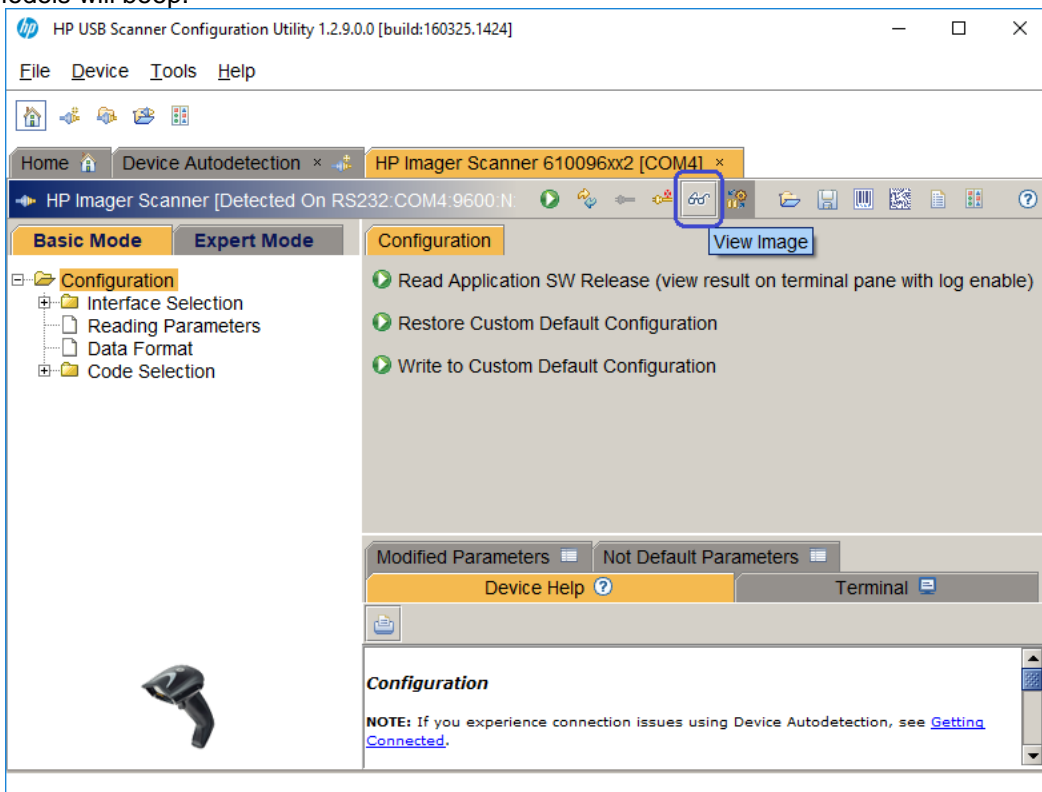 models will beep.
HP USB Scanner Configuration Utility 1.2.9.0.0 [build:160325.1424]
File Device Tools Help
Home Device Autodetection × HP Imager Scanner 610096xx2 [COM4] ×
HP Imager Scanner [Detected On RS232:COM4:9600:N:
View Image
Basic Mode Expert Mode Configuration
Configuration
Interface Selection
Reading Parameters
Data Format
Code Selection
Read Application SW Release (view result on terminal pane with log enable)
Restore Custom Default Configuration
Write to Custom Default Configuration
Modified Parameters Not Default Parameters
Device Help Terminal
Configuration
NOTE: If you experience connection issues using Device Autodetection, see Getting
Connected.